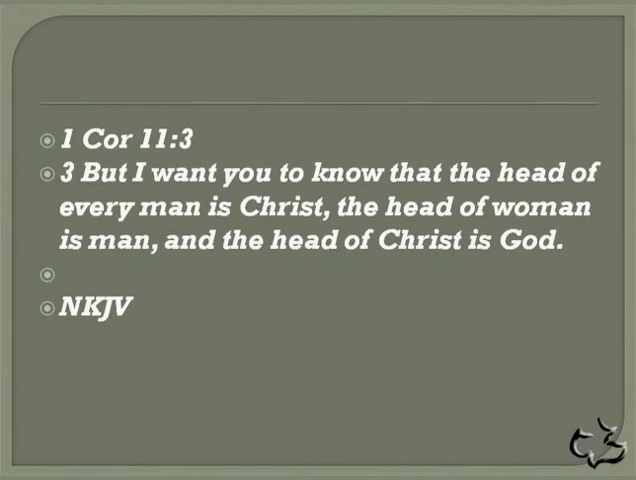 1 Cor 11:3
3 But I want you to know that the head of
every man is Christ, the head of woman
is man, and the head of Christ is God.
NKJV